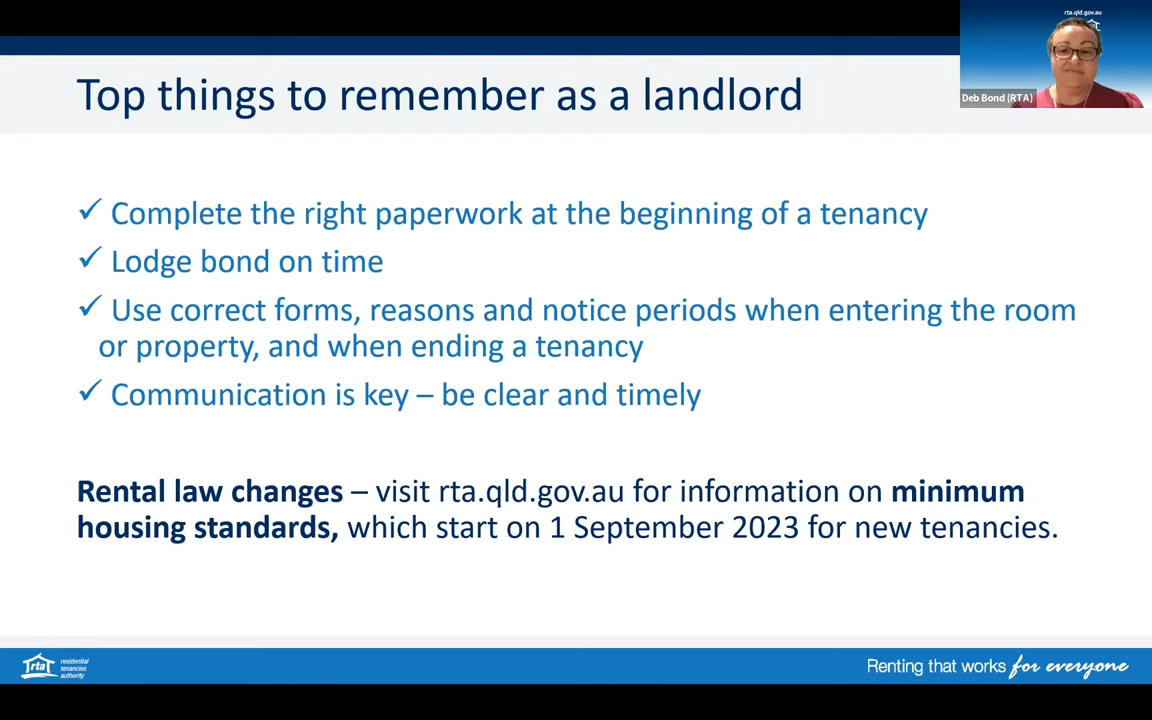 rta.qld.gov.au
Top things to remember as a landlord
Deb Bond (RTA)
✓ Complete the right paperwork at the beginning of a tenancy
✓ Lodge bond on time
✓ Use correct forms, reasons and notice periods when entering the room
or property, and when ending a tenancy
✓ Communication is key – be clear and timely
Rental law changes – visit rta.qld.gov.au for information on minimum
housing standards, which start on 1 September 2023 for new tenancies.
rta
residential
tenancies
authority
Renting that works for everyone